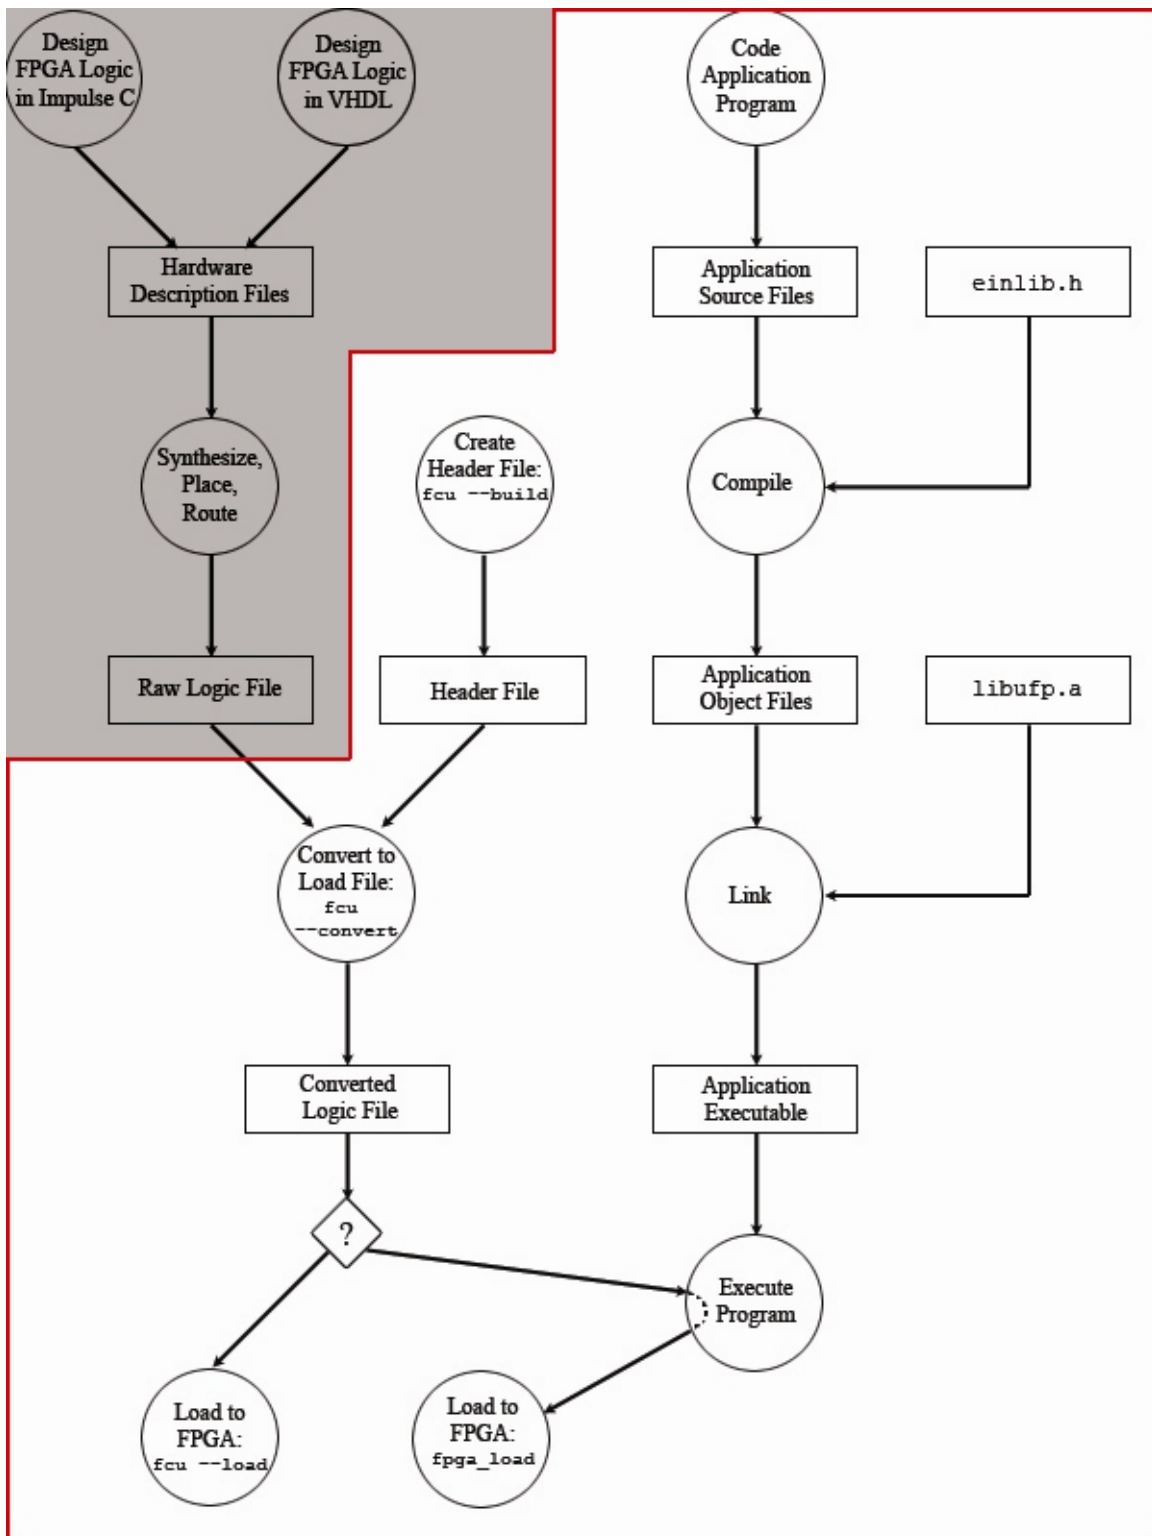 Design
FPGA Logic
in Impulse C
Design
FPGA Logic
in VHDL
Code
Application
Program
Hardware
Description Files
Application
Source Files
einlib.h
Synthesize,
Place,
Route
Create
Header File:
fcu --build
Compile
Raw Logic File
Header File
Application
Object Files
libufp.a
Convert to
Load File:
fcu
--convert
Link
Converted
Logic File
Application
Executable
?
Execute
Program
Load to
FPGA:
fcu --load
Load to
FPGA:
fpga_load